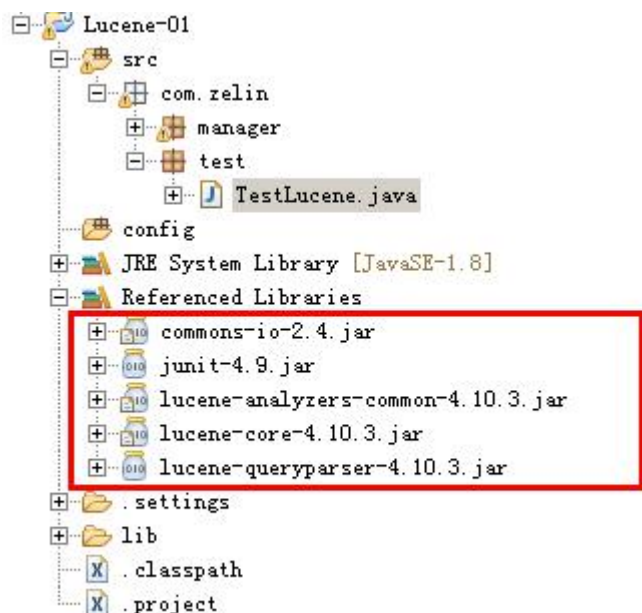 Lucene-01
src
com.zelin
manager
test
TestLucene.java
config
JRE System Library [JavaSE-1.8]
Referenced Libraries
commons-io-2.4.jar
junit-4.9.jar
lucene-analyzers-common-4.10.3.jar
lucene-core-4.10.3.jar
lucene-queryparser-4.10.3.jar
.settings
lib
.classpath
.project